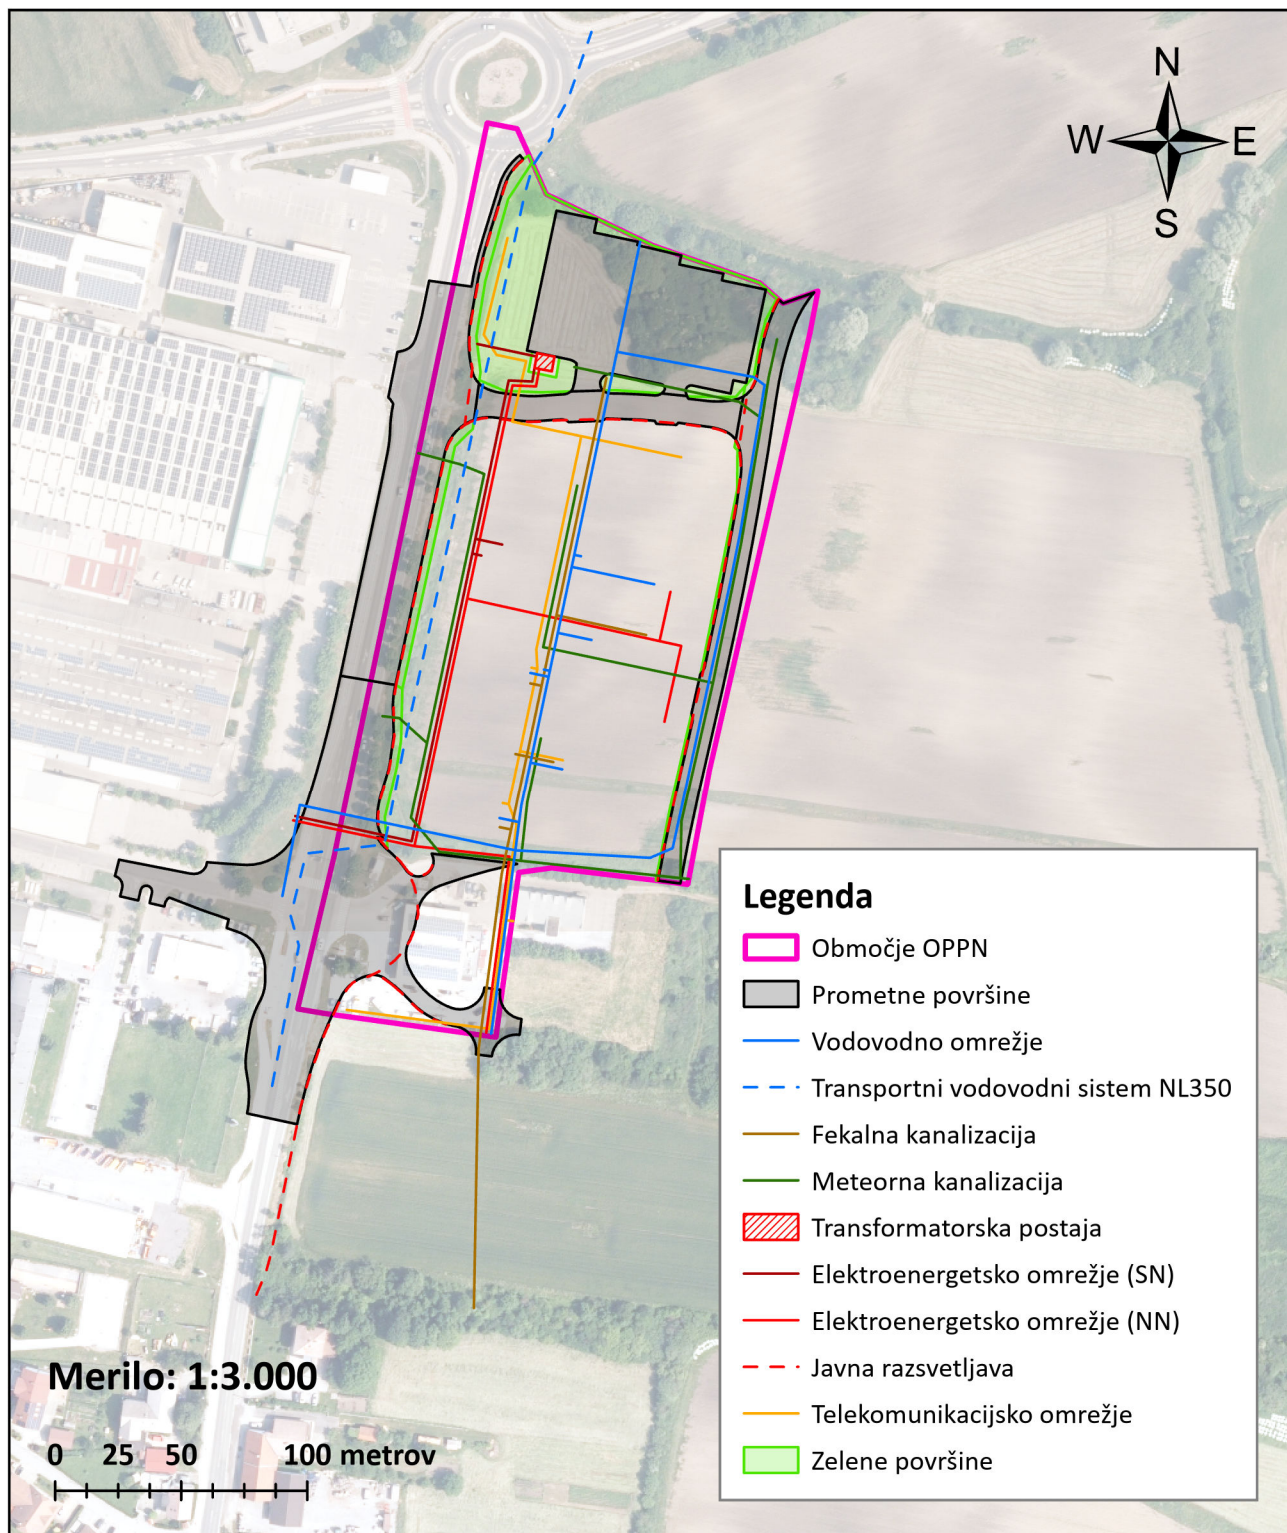 N
W E
S
Legenda
Območje OPPN
Prometne površine
Vodovodno omrežje
Transportni vodovodni sistem NL350
Fekalna kanalizacija
Meteorna kanalizacija
Transformatorska postaja
Elektroenergetsko omrežje (SN)
Elektroenergetsko omrežje (NN)
Javna razsvetljava
Telekomunikacijsko omrežje
Zelene površine
Merilo: 1:3.000
0 25 50 100 metrov